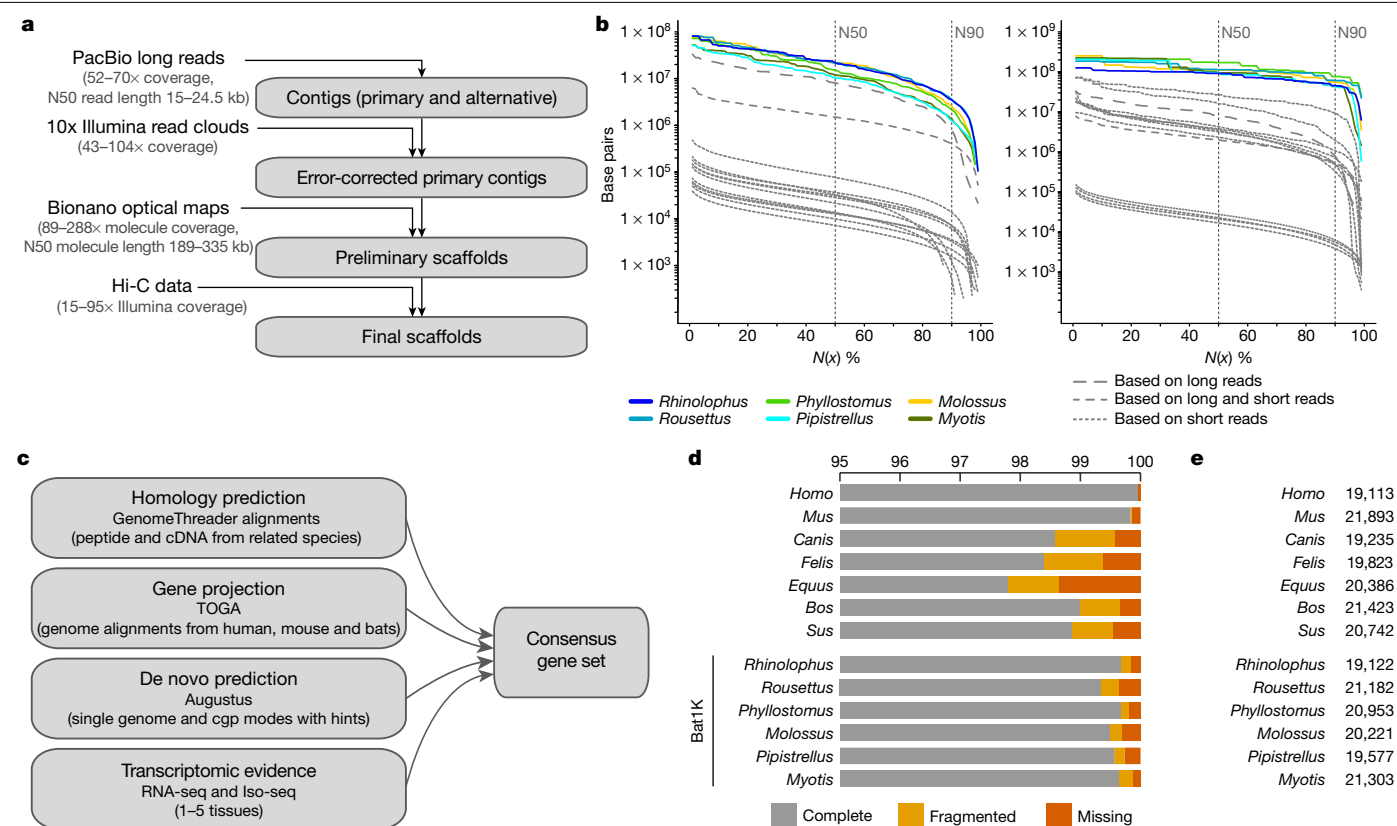 a
PacBio long reads
(52–70× coverage,
N50 read length 15–24.5 kb)
Contigs (primary and alternative)
10x Illumina read clouds
(43–104× coverage)
Error-corrected primary contigs
Bionano optical maps
(89–288× molecule coverage,
N50 molecule length 189–335 kb)
Preliminary scaffolds
Hi-C data
(15–95× Illumina coverage)
Final scaffolds
b
Base pairs
1 × 10⁸
1 × 10⁷
1 × 10⁶
1 × 10⁵
1 × 10⁴
1 × 10³
N50
N90
0 20 40 60 80 100
N(x) %
1 × 10⁹
1 × 10⁸
1 × 10⁷
1 × 10⁶
1 × 10⁵
1 × 10⁴
1 × 10³
N50
N90
0 20 40 60 80 100
N(x) %
Rhinolophus Phyllostomus Molossus
Rousettus Pipistrellus Myotis
Based on long reads
Based on long and short reads
Based on short reads
c
Homology prediction
GenomeThreader alignments
(peptide and cDNA from related species)
Gene projection
TOGA
(genome alignments from human, mouse and bats)
De novo prediction
Augustus
(single genome and cgp modes with hints)
Transcriptomic evidence
RNA-seq and Iso-seq
(1–5 tissues)
Consensus
gene set
d
95 96 97 98 99 100
Homo
Mus
Canis
Felis
Equus
Bos
Sus
Bat1K
Rhinolophus
Rousettus
Phyllostomus
Molossus
Pipistrellus
Myotis
Complete Fragmented Missing
e
Homo 19,113
Mus 21,893
Canis 19,235
Felis 19,823
Equus 20,386
Bos 21,423
Sus 20,742
Rhinolophus 19,122
Rousettus 21,182
Phyllostomus 20,953
Molossus 20,221
Pipistrellus 19,577
Myotis 21,303